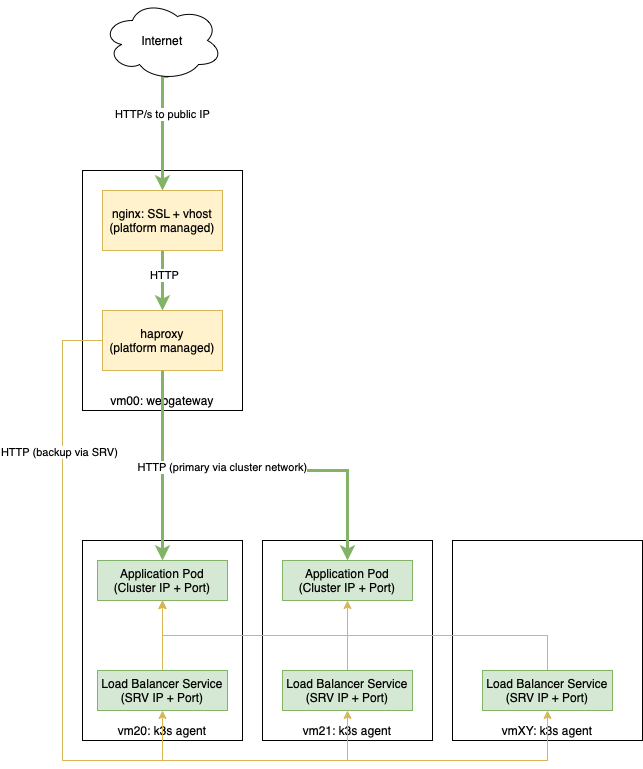 Internet
HTTP/s to public IP
nginx: SSL + vhost
(platform managed)
HTTP
haproxy
(platform managed)
vm00: webgateway
HTTP (backup via SRV)
HTTP (primary via cluster network)
Application Pod
(Cluster IP + Port)
Application Pod
(Cluster IP + Port)
Load Balancer Service
(SRV IP + Port)
Load Balancer Service
(SRV IP + Port)
Load Balancer Service
(SRV IP + Port)
vm20: k3s agent
vm21: k3s agent
vmXY: k3s agent